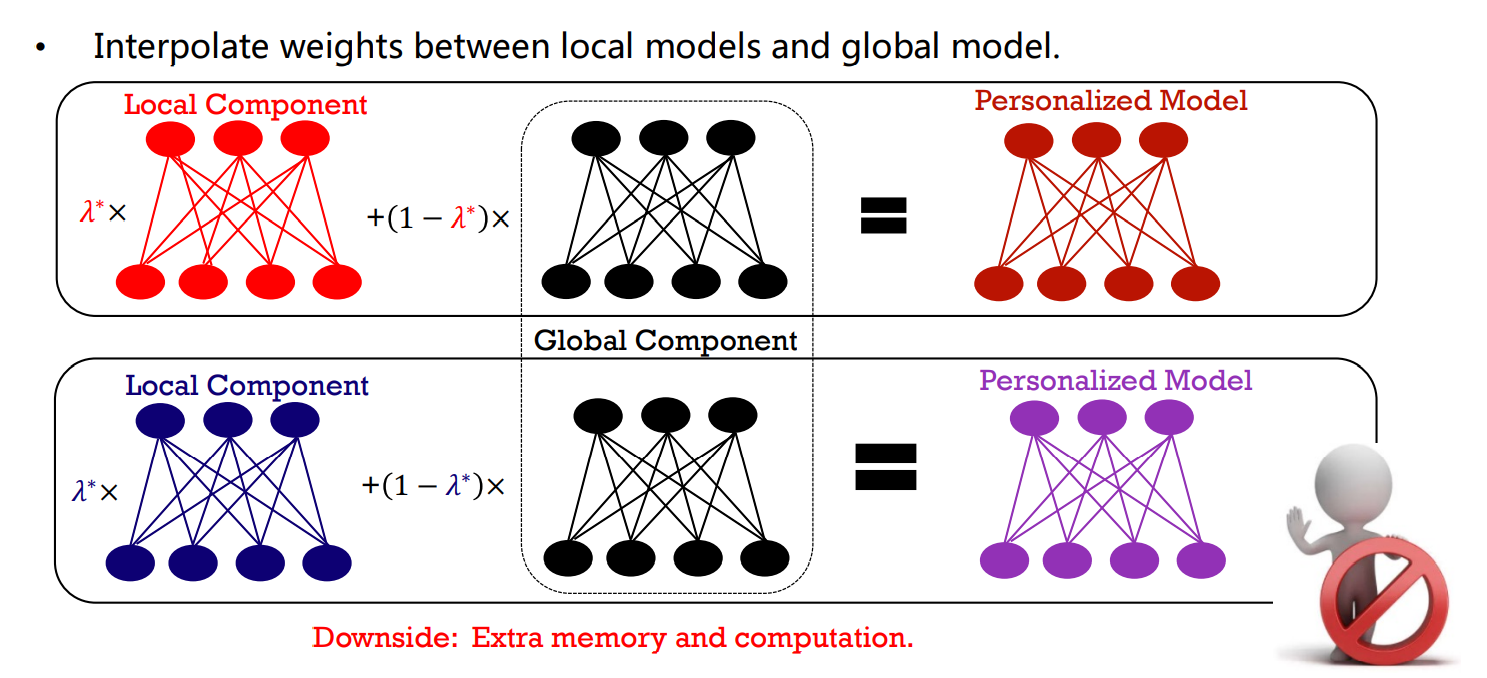 • Interpolate weights between local models and global model.
Local Component
Personalized Model
λ*×
+(1 − λ*)×
=
Global Component
Local Component
Personalized Model
λ*×
+(1 − λ*)×
=
Downside: Extra memory and computation.